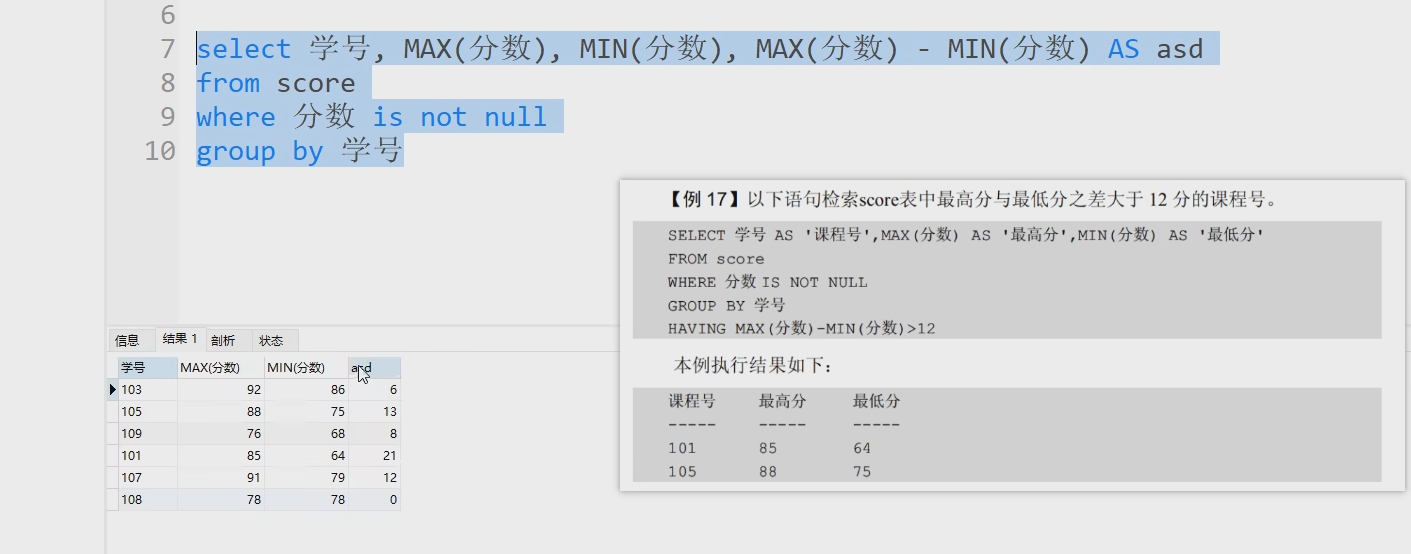 6
7 select 学号, MAX(分数), MIN(分数), MAX(分数) - MIN(分数) AS asd
8 from score
9 where 分数 is not null
10 group by 学号
【例 17】以下语句检索score表中最高分与最低分之差大于 12 分的课程号。
SELECT 学号 AS '课程号',MAX(分数) AS '最高分',MIN(分数) AS '最低分'
FROM score
WHERE 分数 IS NOT NULL
GROUP BY 学号
HAVING MAX(分数)-MIN(分数)>12
本例执行结果如下：
课程号 最高分 最低分
----- ----- -----
101 85 64
105 88 75
信息 结果 1 剖析 状态
学号 MAX(分数) MIN(分数) asd
103 92 86 6
105 88 75 13
109 76 68 8
101 85 64 21
107 91 79 12
108 78 78 0